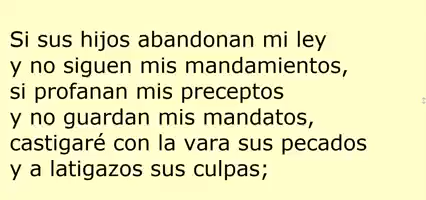 Si sus hijos abandonan mi ley
y no siguen mis mandamientos,
si profanan mis preceptos
y no guardan mis mandatos,
castigaré con la vara sus pecados
y a latigazos sus culpas;